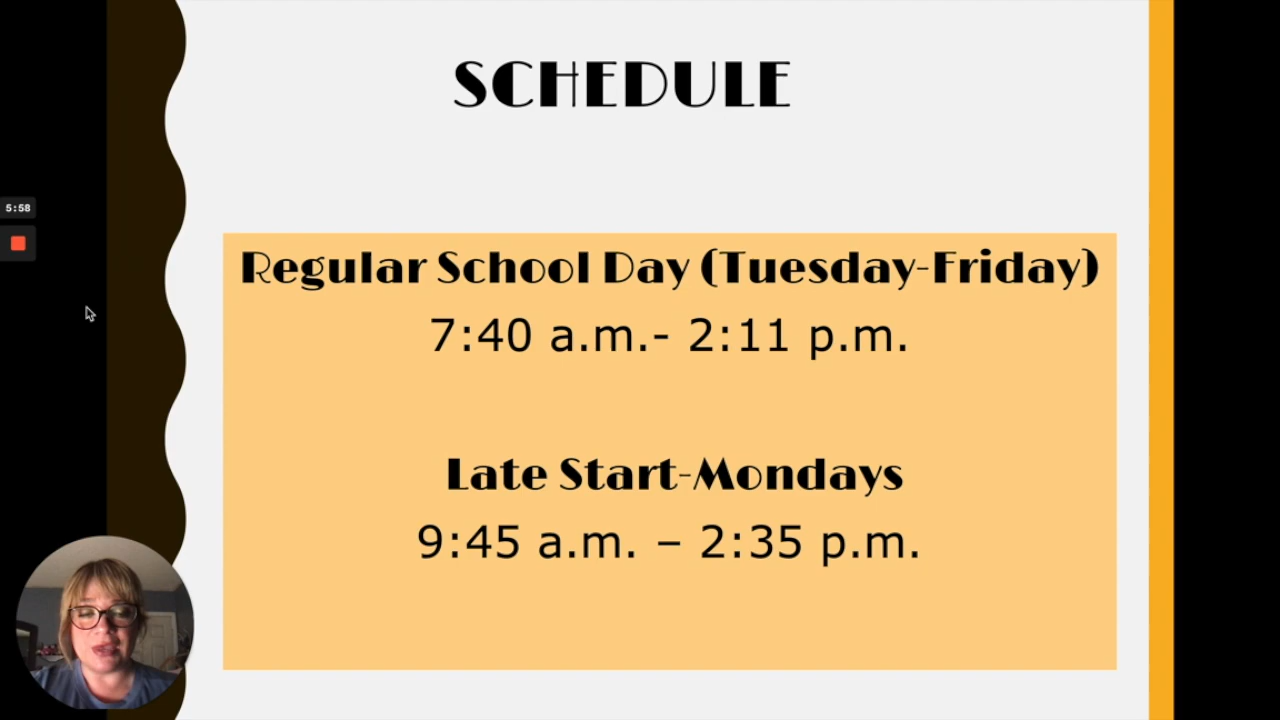 SCHEDULE
5:58
Regular School Day (Tuesday-Friday)
7:40 a.m.- 2:11 p.m.
Late Start-Mondays
9:45 a.m. – 2:35 p.m.